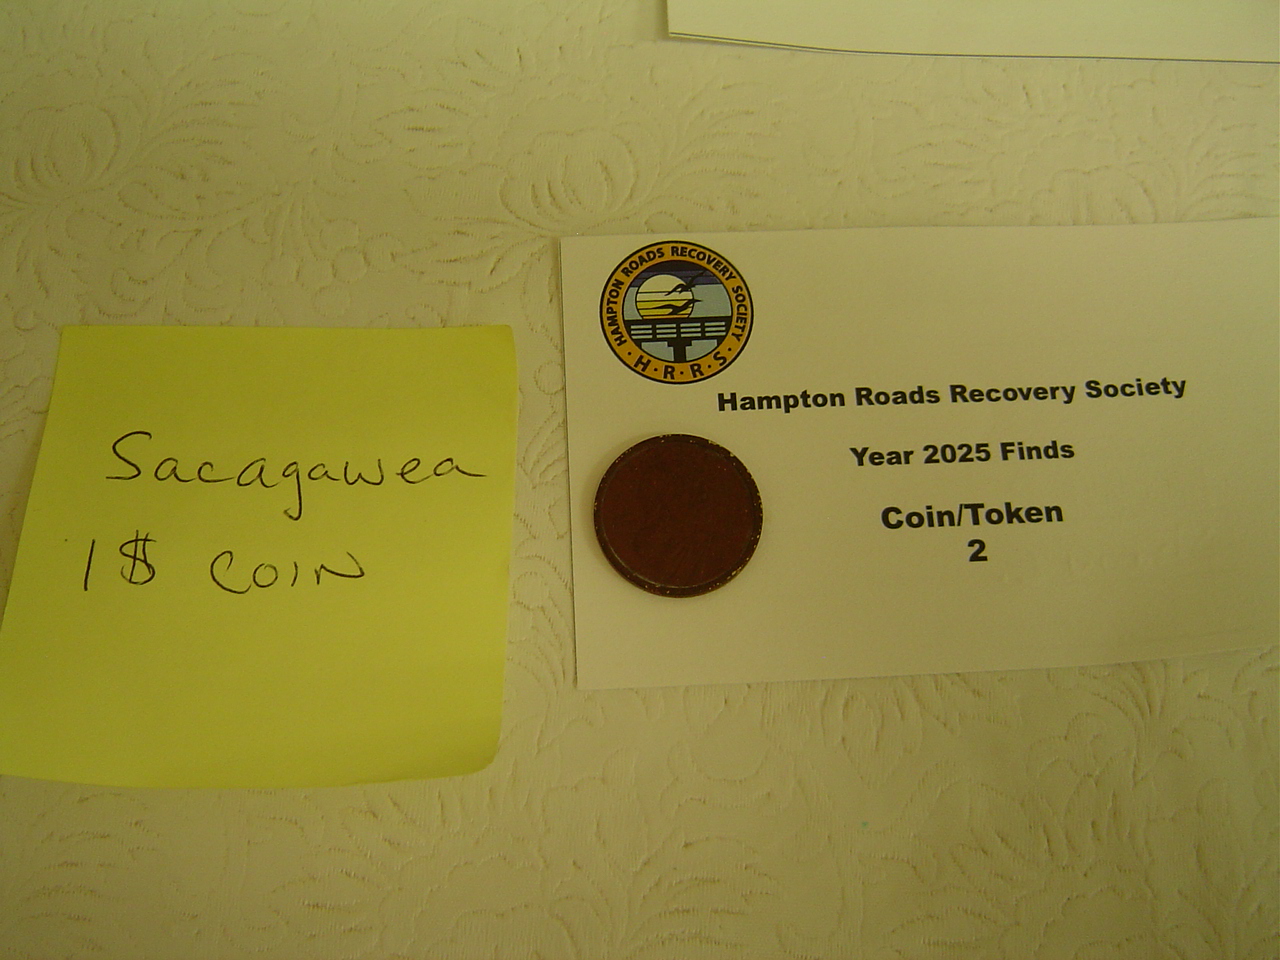 Sacagawea
1$ COIN
HAMPTON ROADS RECOVERY SOCIETY
· H · R · R · S ·
Hampton Roads Recovery Society
Year 2025 Finds
Coin/Token
2